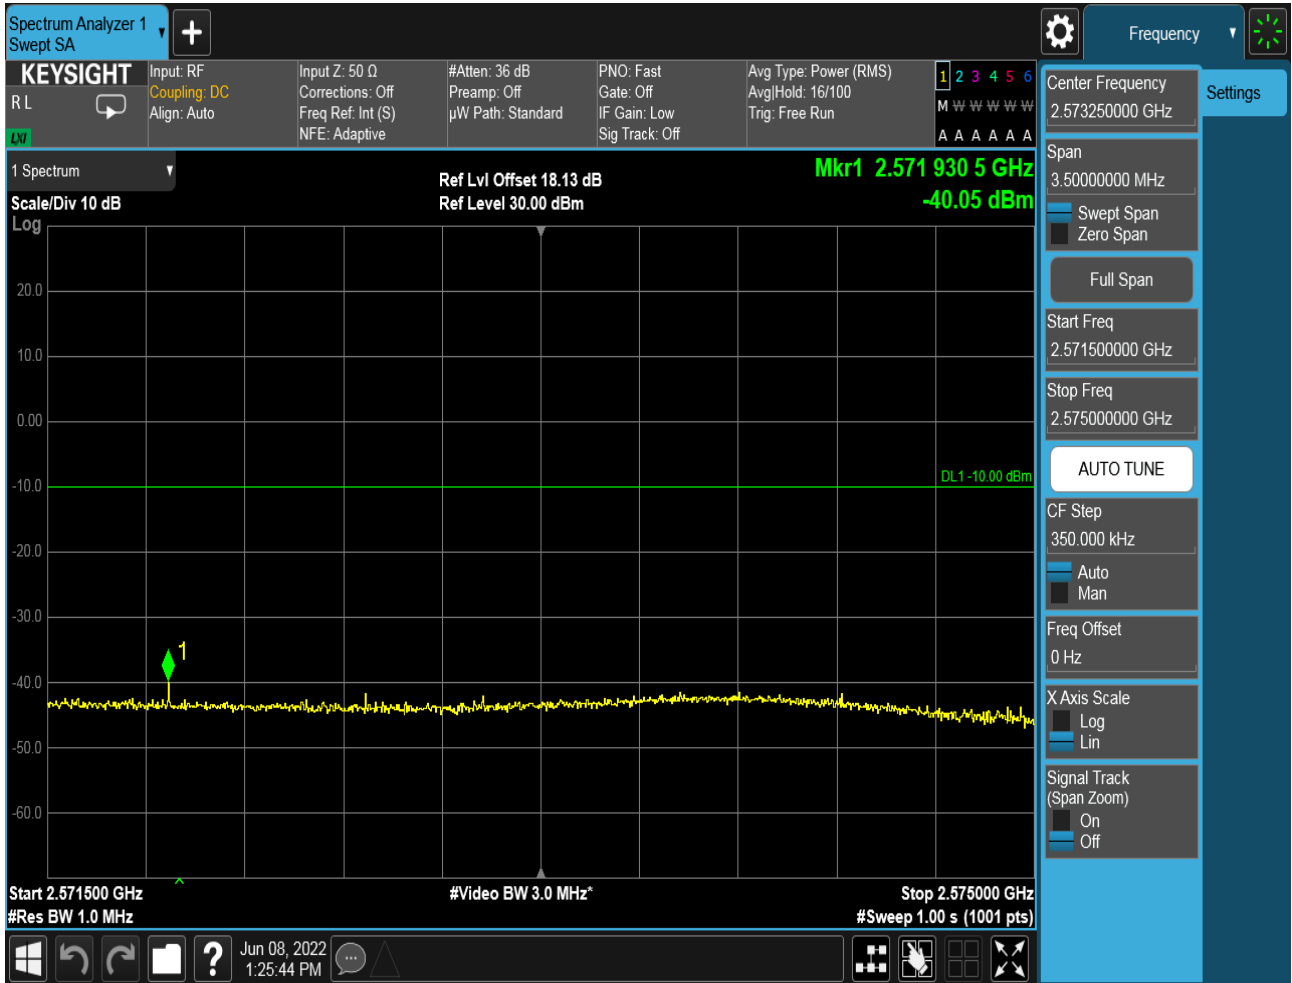 Spectrum Analyzer 1
Swept SA
Frequency
KEYSIGHT
R L
LXI
Input: RF
Coupling: DC
Align: Auto
Input Z: 50 Ω
Corrections: Off
Freq Ref: Int (S)
NFE: Adaptive
#Atten: 36 dB
Preamp: Off
µW Path: Standard
PNO: Fast
Gate: Off
IF Gain: Low
Sig Track: Off
Avg Type: Power (RMS)
Avg|Hold: 16/100
Trig: Free Run
1 2 3 4 5 6
M W W W W W
A A A A A A
1 Spectrum
Scale/Div 10 dB
Log
Ref Lvl Offset 18.13 dB
Ref Level 30.00 dBm
Mkr1 2.571 930 5 GHz
-40.05 dBm
20.0
10.0
0.00
-10.0
-20.0
-30.0
-40.0
-50.0
-60.0
DL1 -10.00 dBm
1
Start 2.571500 GHz
#Res BW 1.0 MHz
#Video BW 3.0 MHz*
Stop 2.575000 GHz
#Sweep 1.00 s (1001 pts)
Jun 08, 2022
1:25:44 PM
Center Frequency
2.573250000 GHz
Settings
Span
3.50000000 MHz
Swept Span
Zero Span
Full Span
Start Freq
2.571500000 GHz
Stop Freq
2.575000000 GHz
AUTO TUNE
CF Step
350.000 kHz
Auto
Man
Freq Offset
0 Hz
X Axis Scale
Log
Lin
Signal Track
(Span Zoom)
On
Off